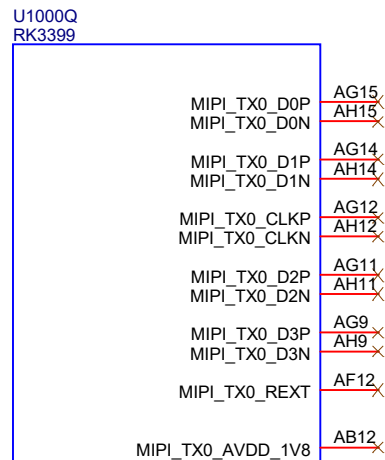 U1000Q
RK3399
MIPI_TX0_D0P AG15
MIPI_TX0_D0N AH15
MIPI_TX0_D1P AG14
MIPI_TX0_D1N AH14
MIPI_TX0_CLKP AG12
MIPI_TX0_CLKN AH12
MIPI_TX0_D2P AG11
MIPI_TX0_D2N AH11
MIPI_TX0_D3P AG9
MIPI_TX0_D3N AH9
MIPI_TX0_REXT AF12
MIPI_TX0_AVDD_1V8 AB12